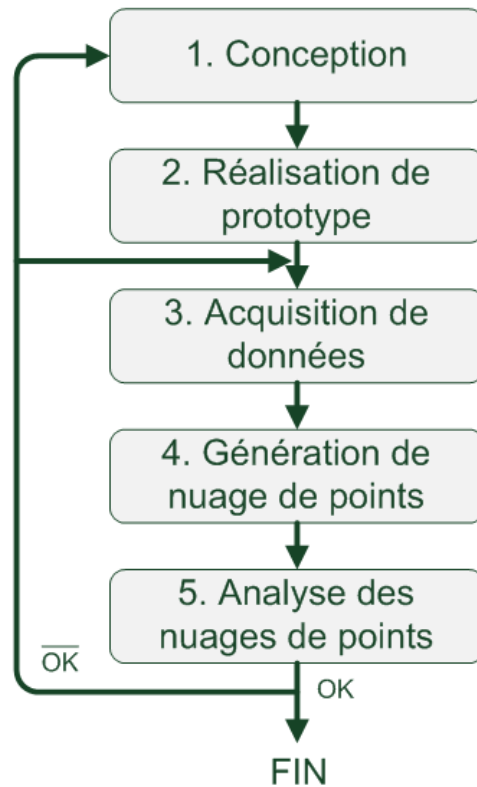 1. Conception
2. Réalisation de
prototype
3. Acquisition de
données
4. Génération de
nuage de points
5. Analyse des
nuages de points
O̅K̅
OK
FIN